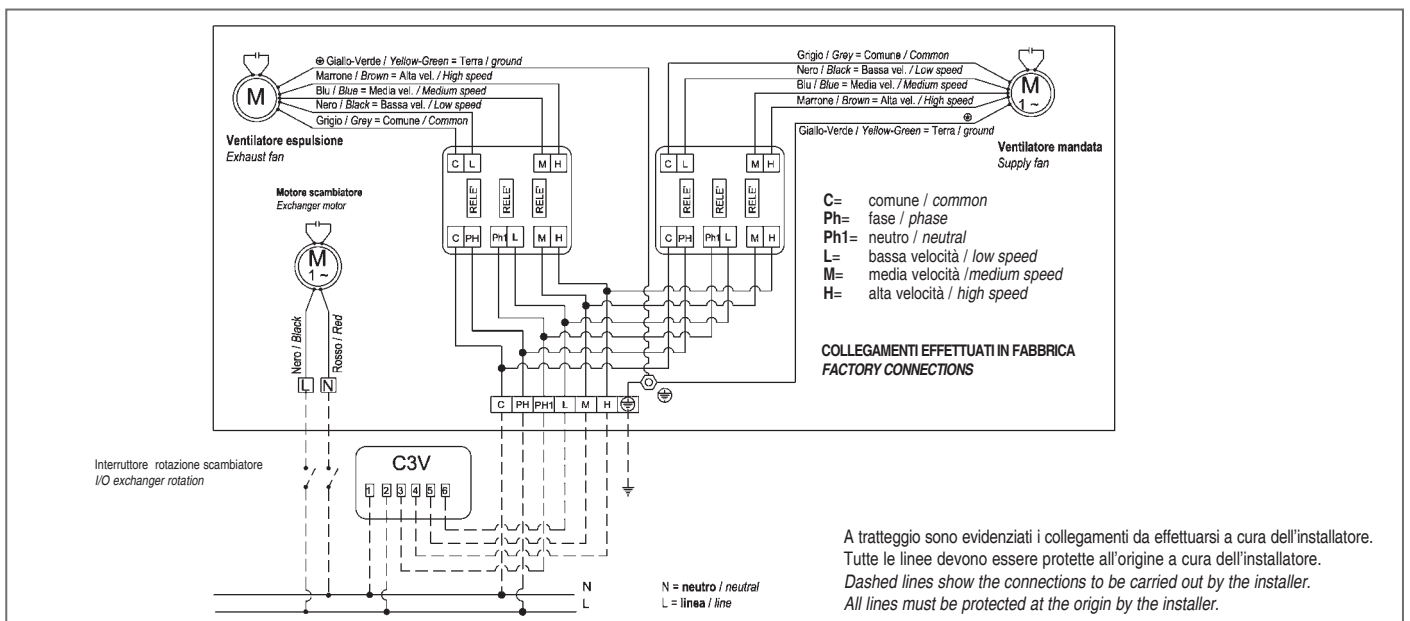 ⊕ Giallo-Verde / Yellow-Green = Terra / ground
Marrone / Brown = Alta vel. / High speed
Blu / Blue = Media vel. / Medium speed
Nero / Black = Bassa vel. / Low speed
Grigio / Grey = Comune / Common
M
Ventilatore espulsione
Exhaust fan
Grigio / Grey = Comune / Common
Nero / Black = Bassa vel. / Low speed
Blu / Blue = Media vel. / Medium speed
Marrone / Brown = Alta vel. / High speed
Giallo-Verde / Yellow-Green = Terra / ground
M
1 ~
Ventilatore mandata
Supply fan
C L M H
RELE' RELE' RELE'
C PH Ph1 L M H
C L M H
RELE' RELE' RELE'
C PH Ph1 L M H
Motore scambiatore
Exchanger motor
M
1 ~
Nero / Black
Rosso / Red
L N
C= comune / common
Ph= fase / phase
Ph1= neutro / neutral
L= bassa velocità / low speed
M= media velocità /medium speed
H= alta velocità / high speed
COLLEGAMENTI EFFETTUATI IN FABBRICA
FACTORY CONNECTIONS
C PH PH1 L M H
Interruttore rotazione scambiatore
I/O exchanger rotation
C3V
1 2 3 4 5 6
N
L
N = neutro / neutral
L = linea / line
A tratteggio sono evidenziati i collegamenti da effettuarsi a cura dell'installatore.
Tutte le linee devono essere protette all'origine a cura dell'installatore.
Dashed lines show the connections to be carried out by the installer.
All lines must be protected at the origin by the installer.